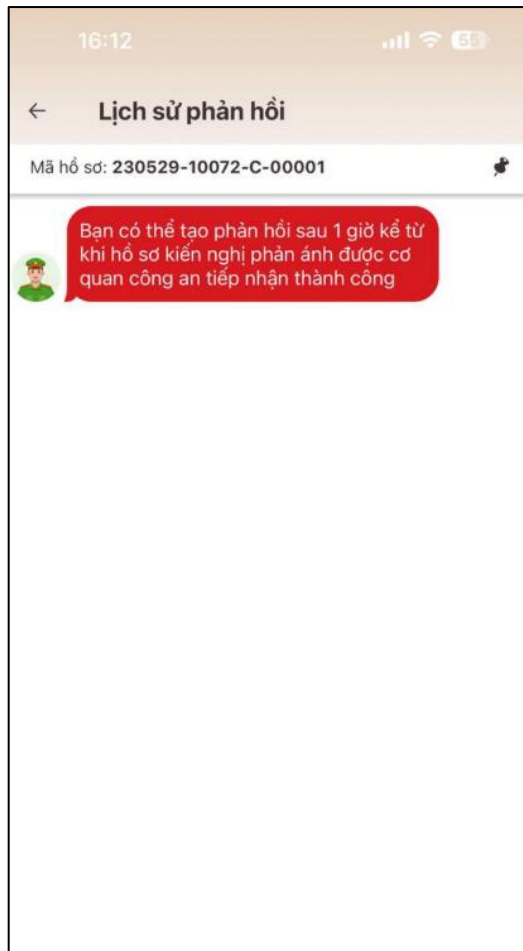 16:12
55
Lịch sử phản hồi
Mã hồ sơ: 230529-10072-C-00001
Bạn có thể tạo phản hồi sau 1 giờ kể từ
khi hồ sơ kiến nghị phản ánh được cơ
quan công an tiếp nhận thành công